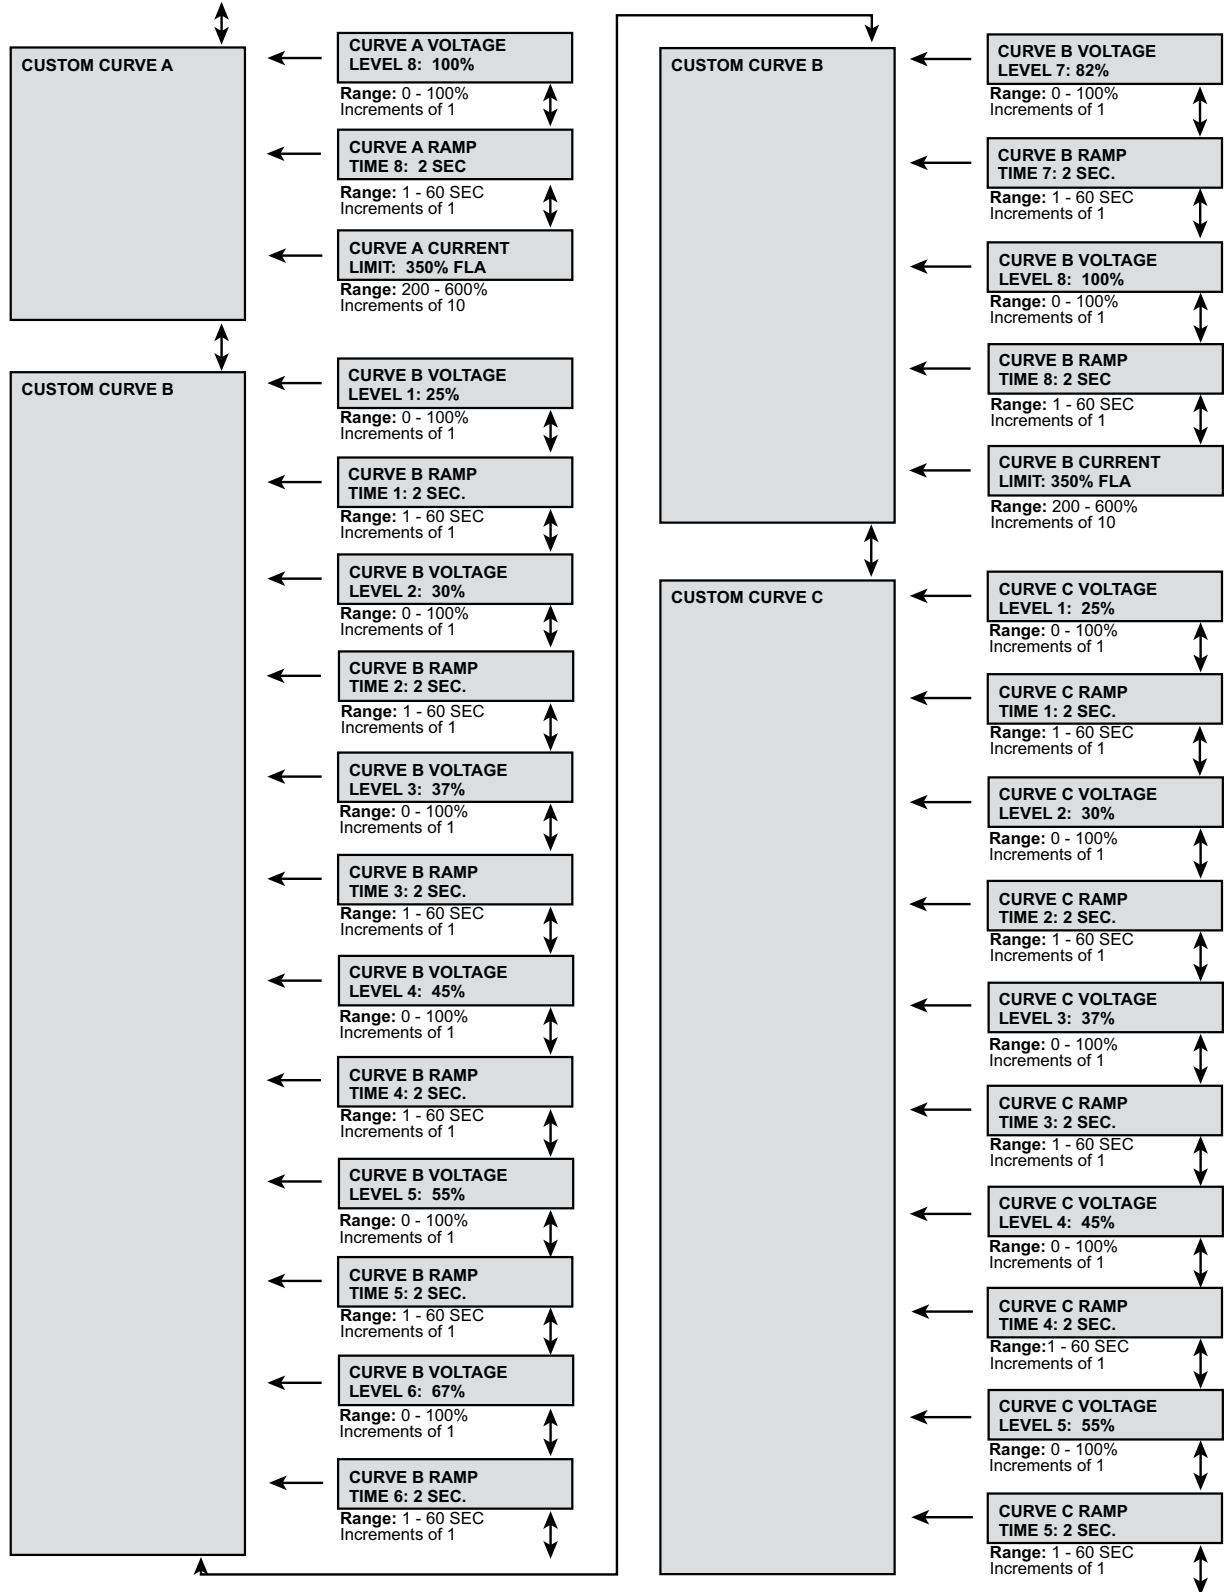 CUSTOM CURVE A
CURVE A VOLTAGE
LEVEL 8: 100%
Range: 0 - 100%
Increments of 1
CURVE A RAMP
TIME 8: 2 SEC
Range: 1 - 60 SEC
Increments of 1
CURVE A CURRENT
LIMIT: 350% FLA
Range: 200 - 600%
Increments of 10
CUSTOM CURVE B
CURVE B VOLTAGE
LEVEL 1: 25%
Range: 0 - 100%
Increments of 1
CURVE B RAMP
TIME 1: 2 SEC.
Range: 1 - 60 SEC
Increments of 1
CURVE B VOLTAGE
LEVEL 2: 30%
Range: 0 - 100%
Increments of 1
CURVE B RAMP
TIME 2: 2 SEC.
Range: 1 - 60 SEC
Increments of 1
CURVE B VOLTAGE
LEVEL 3: 37%
Range: 0 - 100%
Increments of 1
CURVE B RAMP
TIME 3: 2 SEC.
Range: 1 - 60 SEC
Increments of 1
CURVE B VOLTAGE
LEVEL 4: 45%
Range: 0 - 100%
Increments of 1
CURVE B RAMP
TIME 4: 2 SEC.
Range: 1 - 60 SEC
Increments of 1
CURVE B VOLTAGE
LEVEL 5: 55%
Range: 0 - 100%
Increments of 1
CURVE B RAMP
TIME 5: 2 SEC.
Range: 1 - 60 SEC
Increments of 1
CURVE B VOLTAGE
LEVEL 6: 67%
Range: 0 - 100%
Increments of 1
CURVE B RAMP
TIME 6: 2 SEC.
Range: 1 - 60 SEC
Increments of 1
CUSTOM CURVE B
CURVE B VOLTAGE
LEVEL 7: 82%
Range: 0 - 100%
Increments of 1
CURVE B RAMP
TIME 7: 2 SEC.
Range: 1 - 60 SEC
Increments of 1
CURVE B VOLTAGE
LEVEL 8: 100%
Range: 0 - 100%
Increments of 1
CURVE B RAMP
TIME 8: 2 SEC
Range: 1 - 60 SEC
Increments of 1
CURVE B CURRENT
LIMIT: 350% FLA
Range: 200 - 600%
Increments of 10
CUSTOM CURVE C
CURVE C VOLTAGE
LEVEL 1: 25%
Range: 0 - 100%
Increments of 1
CURVE C RAMP
TIME 1: 2 SEC.
Range: 1 - 60 SEC
Increments of 1
CURVE C VOLTAGE
LEVEL 2: 30%
Range: 0 - 100%
Increments of 1
CURVE C RAMP
TIME 2: 2 SEC.
Range: 1 - 60 SEC
Increments of 1
CURVE C VOLTAGE
LEVEL 3: 37%
Range: 0 - 100%
Increments of 1
CURVE C RAMP
TIME 3: 2 SEC.
Range: 1 - 60 SEC
Increments of 1
CURVE C VOLTAGE
LEVEL 4: 45%
Range: 0 - 100%
Increments of 1
CURVE C RAMP
TIME 4: 2 SEC.
Range:1 - 60 SEC
Increments of 1
CURVE C VOLTAGE
LEVEL 5: 55%
Range: 0 - 100%
Increments of 1
CURVE C RAMP
TIME 5: 2 SEC.
Range: 1 - 60 SEC
Increments of 1